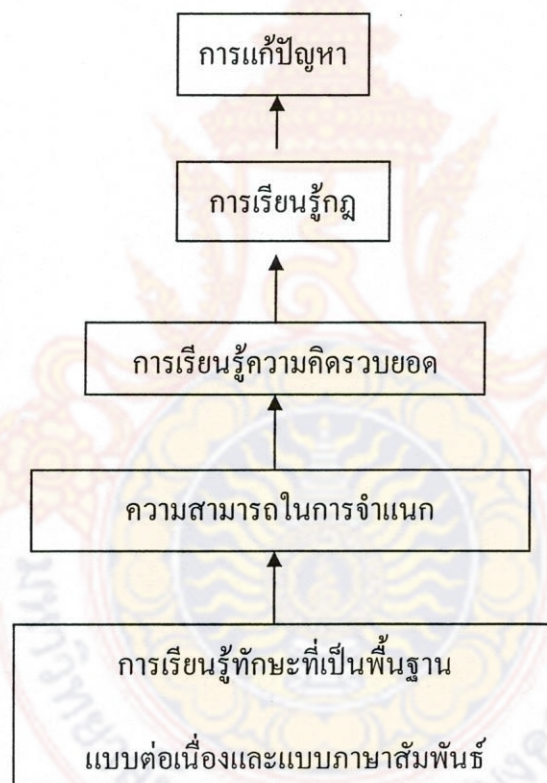 การแก้ปัญหา
การเรียนรู้กฎ
การเรียนรู้ความคิดรวบยอด
ความสามารถในการจำแนก
การเรียนรู้ทักษะที่เป็นพื้นฐาน
แบบต่อเนื่องและแบบภาษาสัมพันธ์